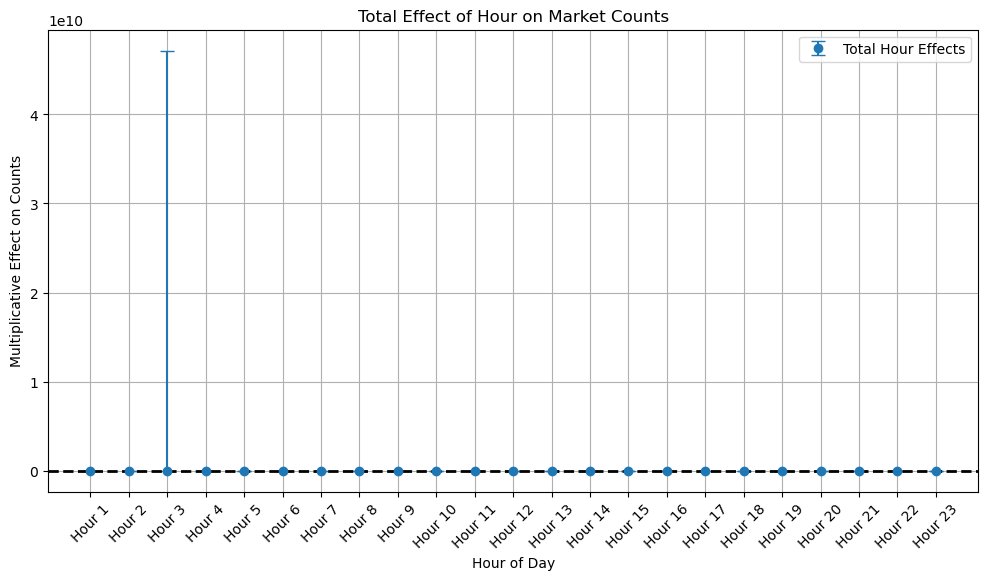 Total Effect of Hour on Market Counts
1e10
Total Hour Effects
Multiplicative Effect on Counts
4
3
2
1
0
Hour 1
Hour 2
Hour 3
Hour 4
Hour 5
Hour 6
Hour 7
Hour 8
Hour 9
Hour 10
Hour 11
Hour 12
Hour 13
Hour 14
Hour 15
Hour 16
Hour 17
Hour 18
Hour 19
Hour 20
Hour 21
Hour 22
Hour 23
Hour of Day